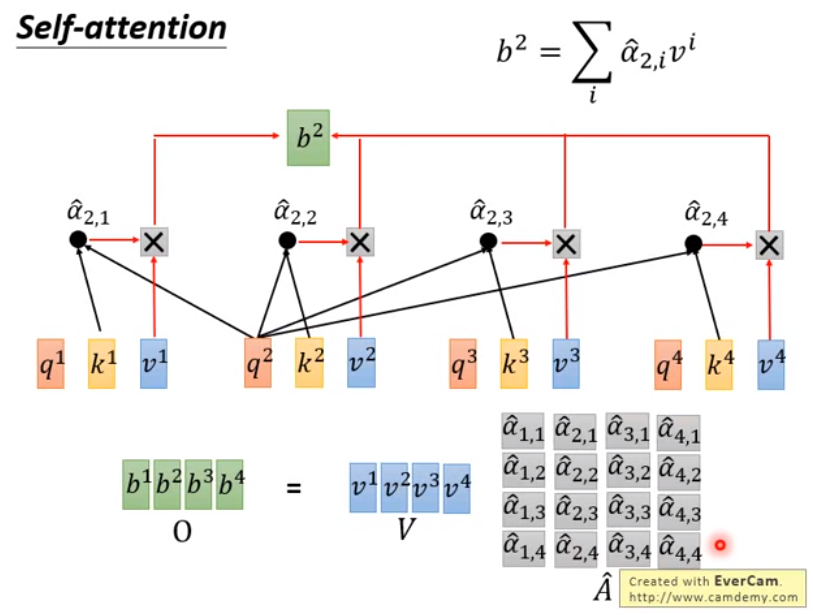 Self-attention
b² = ∑ᵢ α̂₂,ᵢvⁱ
b²
α̂₂,₁ α̂₂,₂ α̂₂,₃ α̂₂,₄
× × × ×
q¹ k¹ v¹ q² k² v² q³ k³ v³ q⁴ k⁴ v⁴
α̂₁,₁ α̂₂,₁ α̂₃,₁ α̂₄,₁
α̂₁,₂ α̂₂,₂ α̂₃,₂ α̂₄,₂
b¹ b² b³ b⁴ = v¹ v² v³ v⁴
α̂₁,₃ α̂₂,₃ α̂₃,₃ α̂₄,₃
α̂₁,₄ α̂₂,₄ α̂₃,₄ α̂₄,₄
O V Â
Created with EverCam.
http://www.camdemy.com